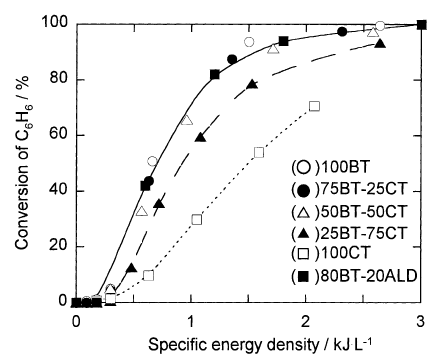 100
80
60
40
20
0
Conversion of C₆H₆ / %
(○)100BT
(●)75BT-25CT
(△)50BT-50CT
(▲)25BT-75CT
(□)100CT
(■)80BT-20ALD
0 1 2 3
Specific energy density / kJ·L⁻¹